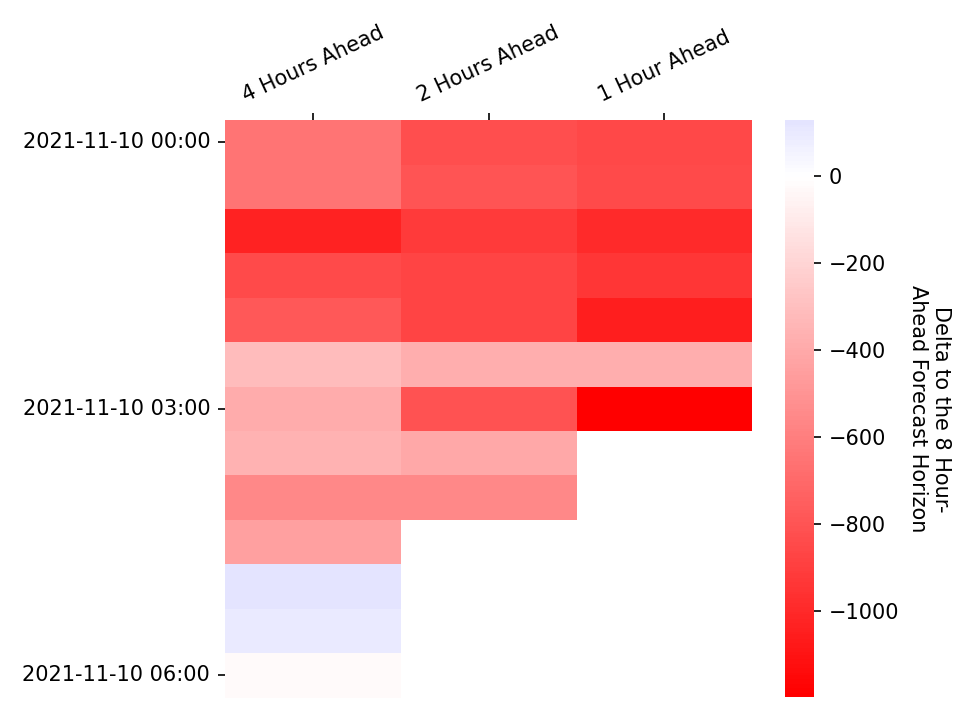 4 Hours Ahead
2 Hours Ahead
1 Hour Ahead
2021-11-10 00:00
2021-11-10 03:00
2021-11-10 06:00
0
−200
−400
−600
−800
−1000
Delta to the 8 Hour-
Ahead Forecast Horizon